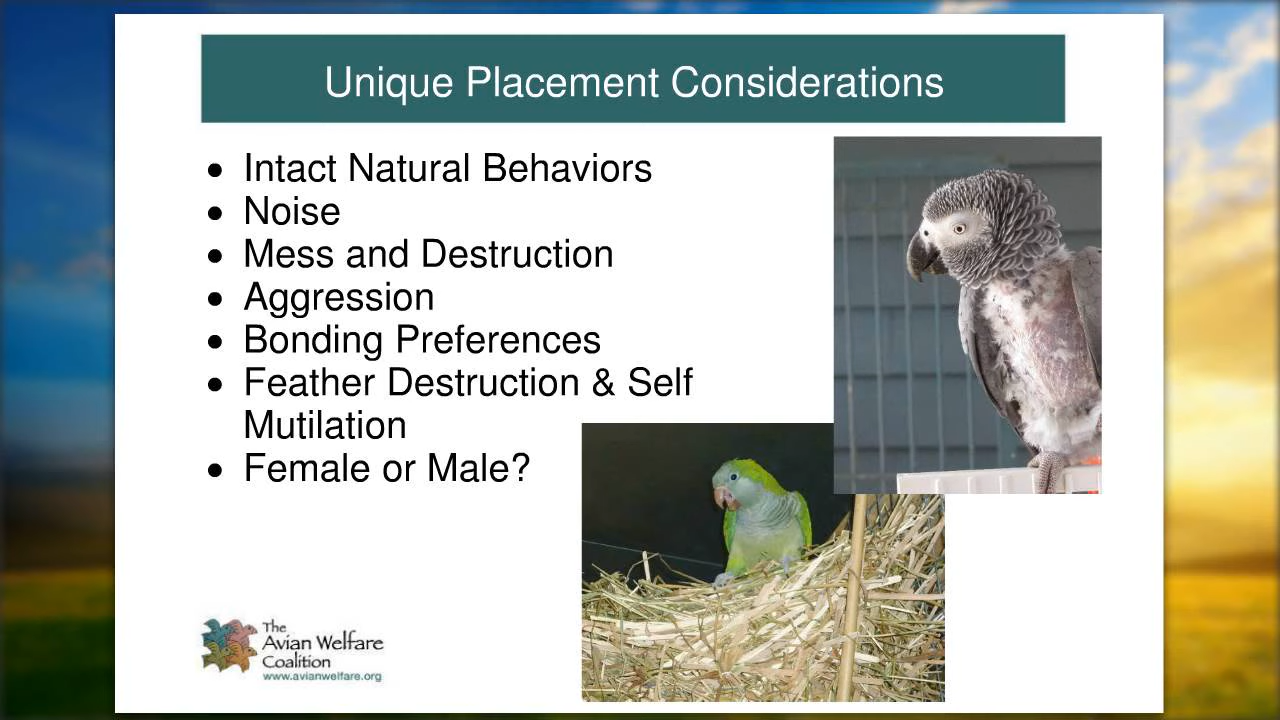 Unique Placement Considerations
• Intact Natural Behaviors
• Noise
• Mess and Destruction
• Aggression
• Bonding Preferences
• Feather Destruction & Self
Mutilation
• Female or Male?
The
Avian Welfare
Coalition
www.avianwelfare.org